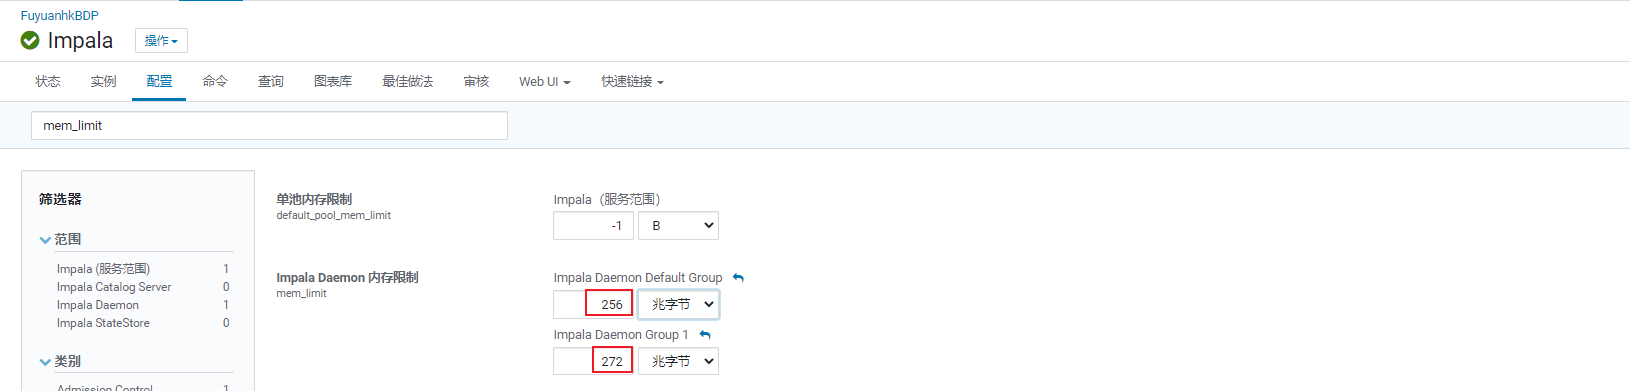 FuyuanhkBDP
Impala 操作
状态 实例 配置 命令 查询 图表库 最佳做法 审核 Web UI 快速链接
mem_limit
筛选器
范围
Impala (服务范围) 1
Impala Catalog Server 0
Impala Daemon 1
Impala StateStore 0
类别
Admission Control 1
单池内存限制
default_pool_mem_limit
Impala（服务范围）
-1 B
Impala Daemon 内存限制
mem_limit
Impala Daemon Default Group
256 兆字节
Impala Daemon Group 1
272 兆字节